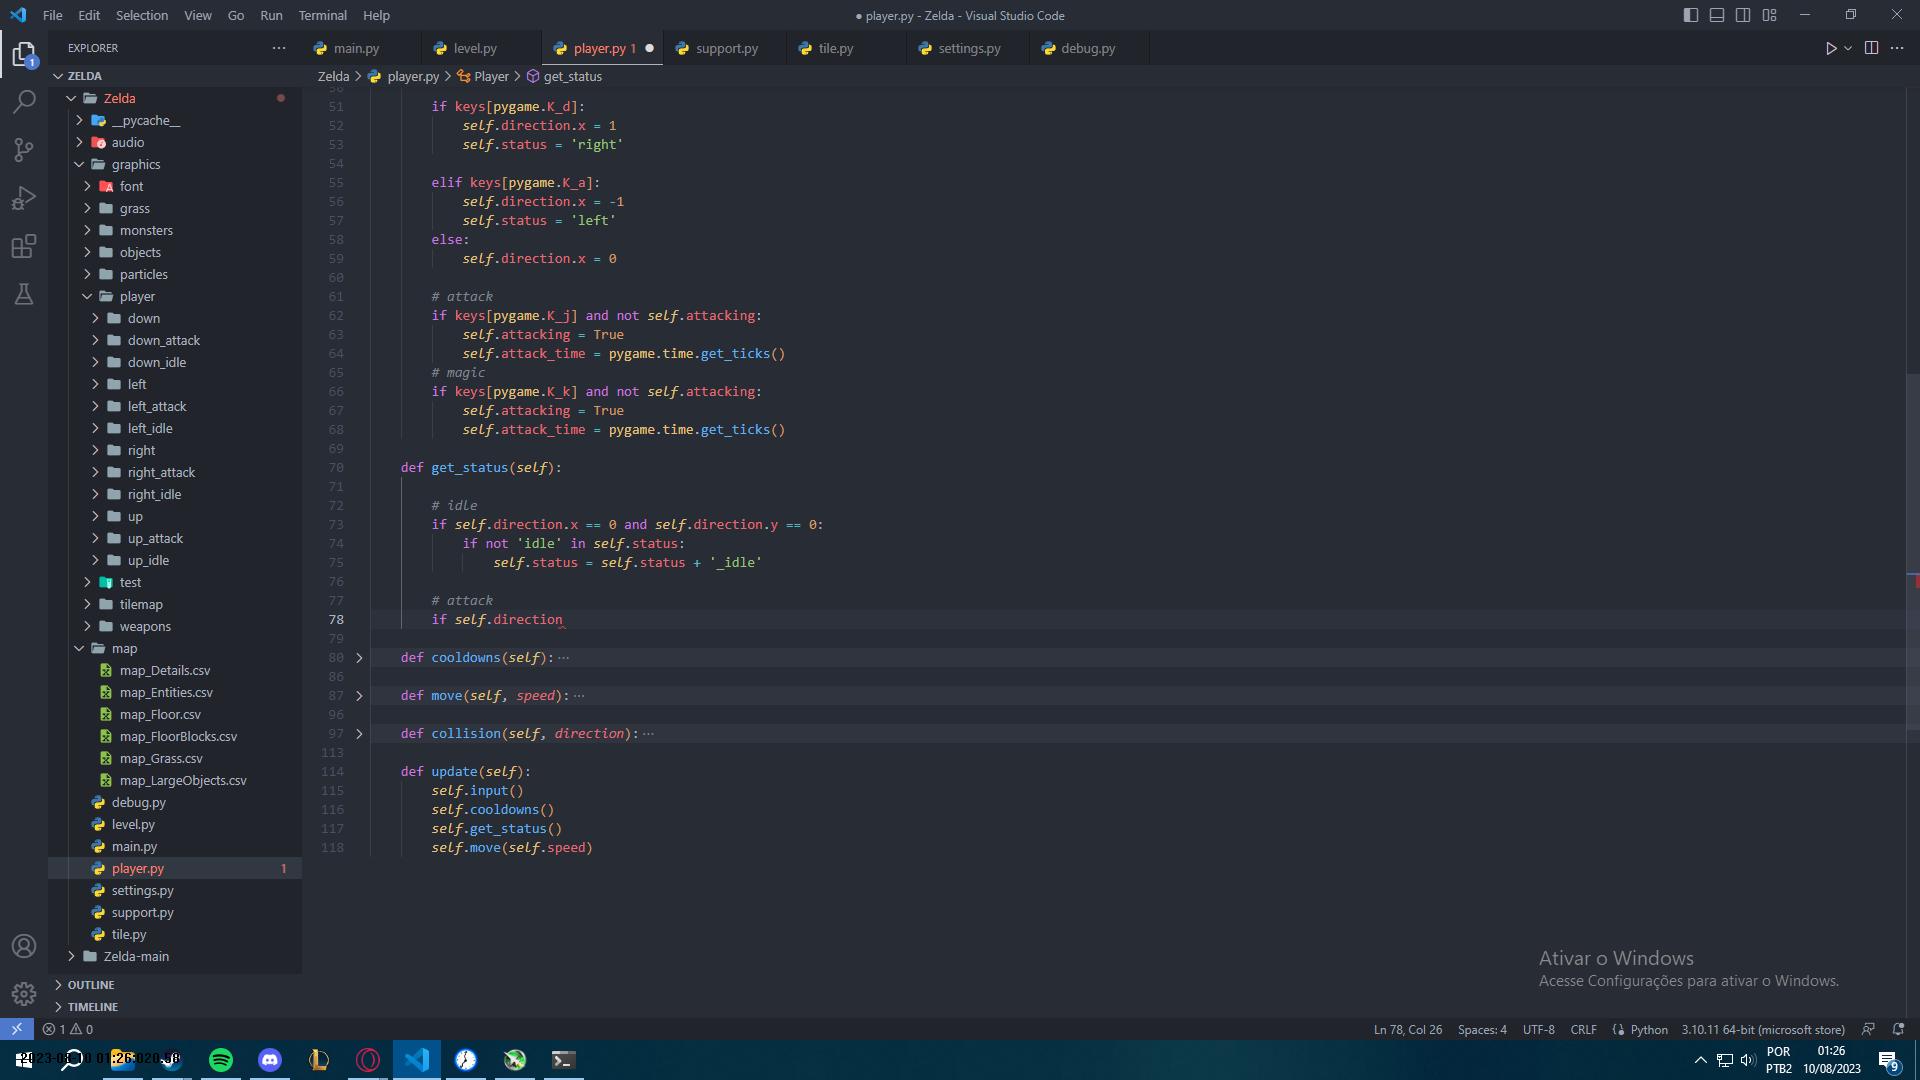 File Edit Selection View Go Run Terminal Help
● player.py - Zelda - Visual Studio Code
EXPLORER
main.py
level.py
player.py 1
support.py
tile.py
settings.py
debug.py
1
ZELDA
Zelda > player.py > Player > get_status
Zelda
__pycache__
audio
graphics
font
grass
monsters
objects
particles
player
down
down_attack
down_idle
left
left_attack
left_idle
right
right_attack
right_idle
up
up_attack
up_idle
test
tilemap
weapons
map
map_Details.csv
map_Entities.csv
map_Floor.csv
map_FloorBlocks.csv
map_Grass.csv
map_LargeObjects.csv
debug.py
level.py
main.py
player.py 1
settings.py
support.py
tile.py
Zelda-main
OUTLINE
TIMELINE
50
51 if keys[pygame.K_d]:
52 self.direction.x = 1
53 self.status = 'right'
54
55 elif keys[pygame.K_a]:
56 self.direction.x = -1
57 self.status = 'left'
58 else:
59 self.direction.x = 0
60
61 # attack
62 if keys[pygame.K_j] and not self.attacking:
63 self.attacking = True
64 self.attack_time = pygame.time.get_ticks()
65 # magic
66 if keys[pygame.K_k] and not self.attacking:
67 self.attacking = True
68 self.attack_time = pygame.time.get_ticks()
69
70 def get_status(self):
71
72 # idle
73 if self.direction.x == 0 and self.direction.y == 0:
74 if not 'idle' in self.status:
75 self.status = self.status + '_idle'
76
77 # attack
78 if self.direction
79
80 def cooldowns(self): ···
86
87 def move(self, speed): ···
96
97 def collision(self, direction): ···
113
114 def update(self):
115 self.input()
116 self.cooldowns()
117 self.get_status()
118 self.move(self.speed)
Ativar o Windows
Acesse Configurações para ativar o Windows.
1 0
Ln 78, Col 26 Spaces: 4 UTF-8 CRLF Python 3.10.11 64-bit (microsoft store)
POR
PTB2
01:26
10/08/2023
9